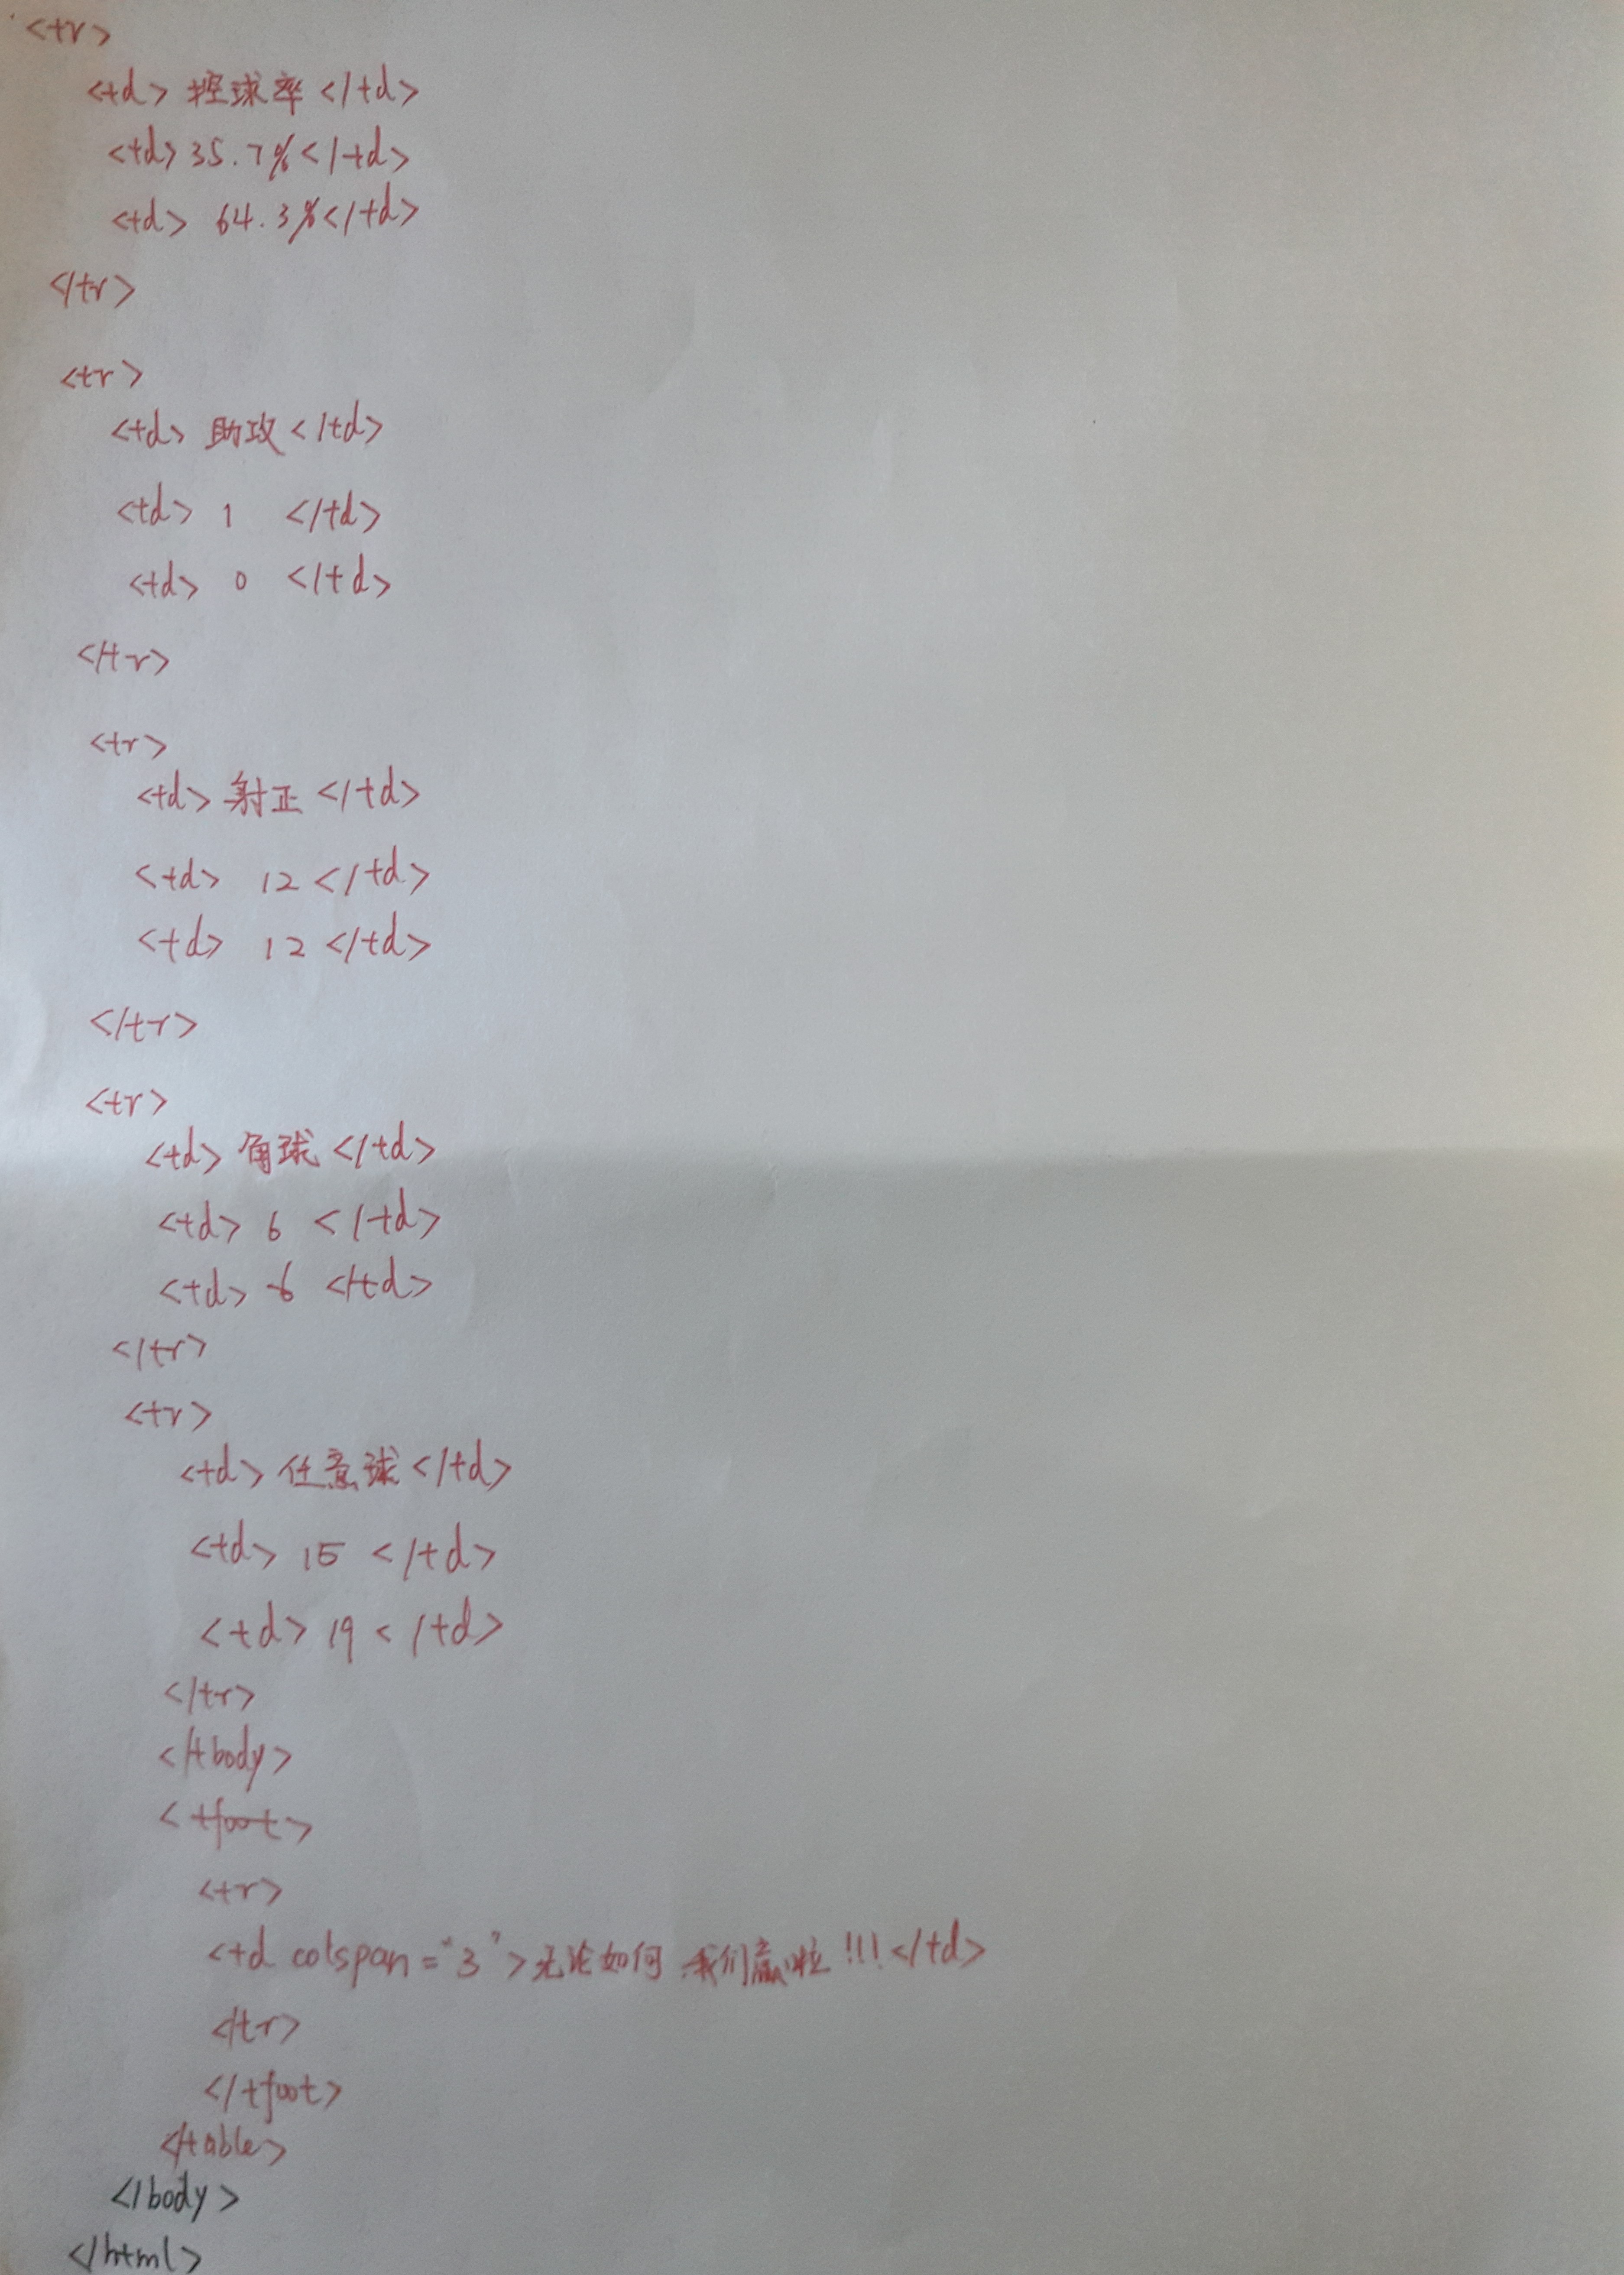 <tr>
<td> 控球率 </td>
<td> 35.7% </td>
<td> 64.3% </td>
</tr>
<tr>
<td> 助攻 </td>
<td> 1 </td>
<td> 0 </td>
</tr>
<tr>
<td> 射正 </td>
<td> 12 </td>
<td> 12 </td>
</tr>
<tr>
<td> 角球 </td>
<td> 6 </td>
<td> 6 </td>
</tr>
<tr>
<td> 任意球 </td>
<td> 15 </td>
<td> 19 </td>
</tr>
</tbody>
<tfoot>
<tr>
<td colspan="3">无论如何 我们赢啦!!!</td>
</tr>
</tfoot>
</table>
</body>
</html>